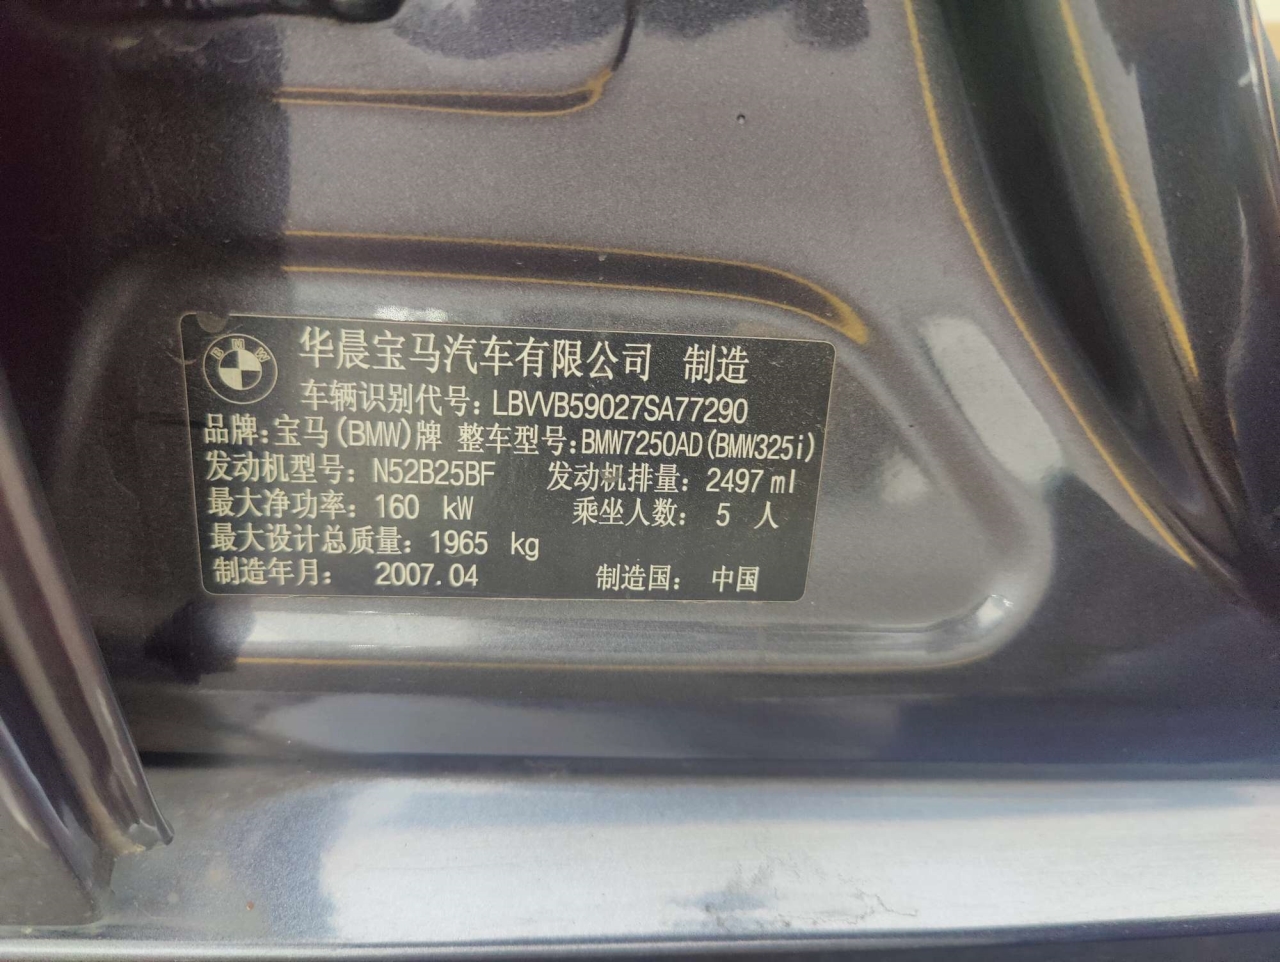 BMW
华晨宝马汽车有限公司 制造
车辆识别代号: LBVVB59027SA77290
品牌:宝马(BMW)牌 整车型号:BMW7250AD(BMW325i)
发动机型号: N52B25BF 发动机排量: 2497 ml
最大净功率: 160 kW 乘坐人数: 5 人
最大设计总质量: 1965 kg
制造年月: 2007.04 制造国: 中国